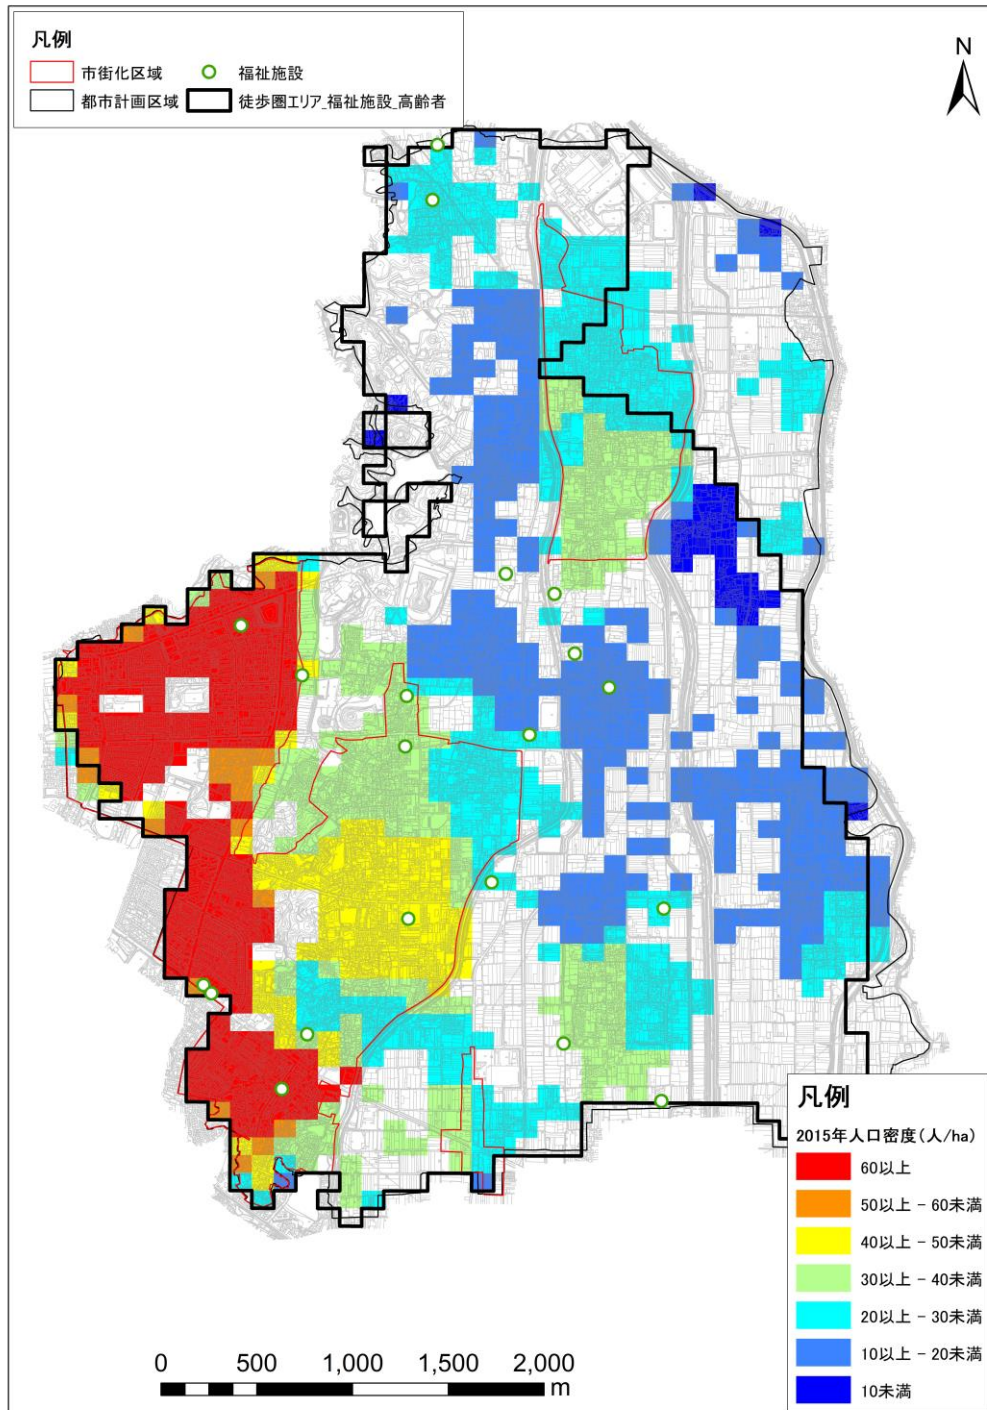 凡例
市街化区域
福祉施設
都市計画区域
徒歩圏エリア_福祉施設_高齢者
N
凡例
2015年人口密度(人/ha)
60以上
50以上 - 60未満
40以上 - 50未満
30以上 - 40未満
20以上 - 30未満
10以上 - 20未満
10未満
0 500 1,000 1,500 2,000
m